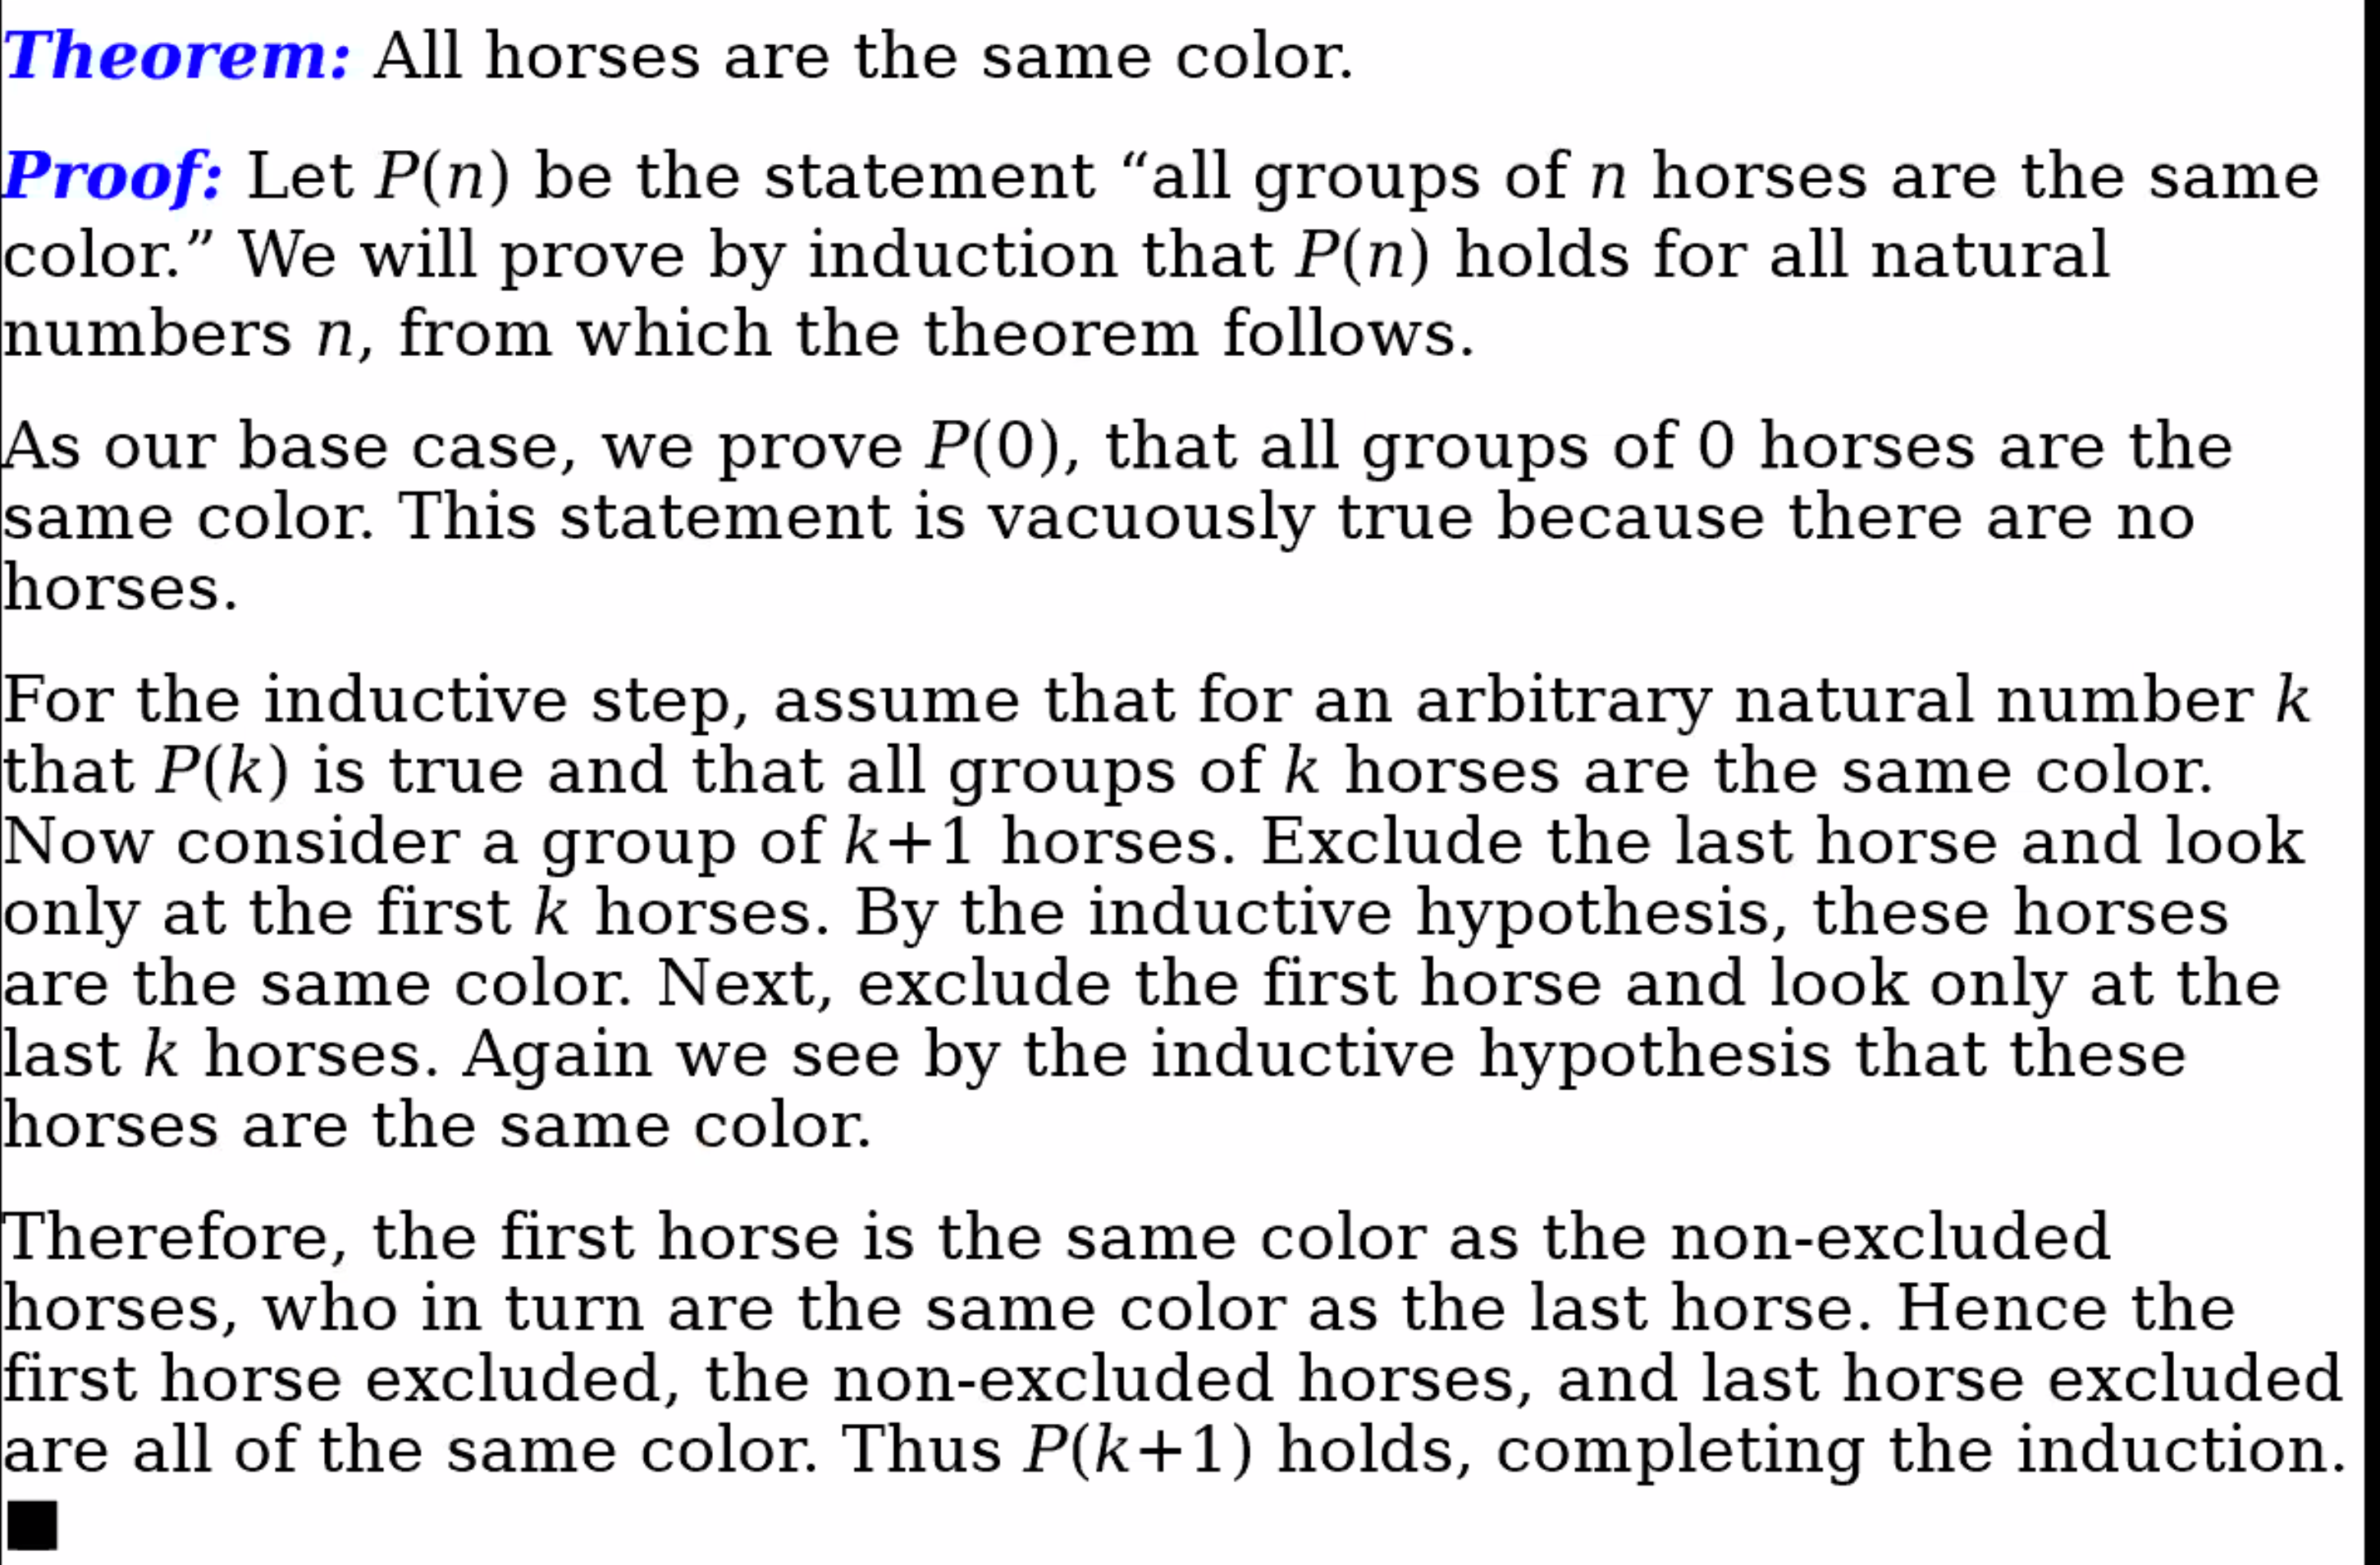 Theorem: All horses are the same color.
Proof: Let P(n) be the statement “all groups of n horses are the same
color.” We will prove by induction that P(n) holds for all natural
numbers n, from which the theorem follows.
As our base case, we prove P(0), that all groups of 0 horses are the
same color. This statement is vacuously true because there are no
horses.
For the inductive step, assume that for an arbitrary natural number k
that P(k) is true and that all groups of k horses are the same color.
Now consider a group of k+1 horses. Exclude the last horse and look
only at the first k horses. By the inductive hypothesis, these horses
are the same color. Next, exclude the first horse and look only at the
last k horses. Again we see by the inductive hypothesis that these
horses are the same color.
Therefore, the first horse is the same color as the non-excluded
horses, who in turn are the same color as the last horse. Hence the
first horse excluded, the non-excluded horses, and last horse excluded
are all of the same color. Thus P(k+1) holds, completing the induction.
■